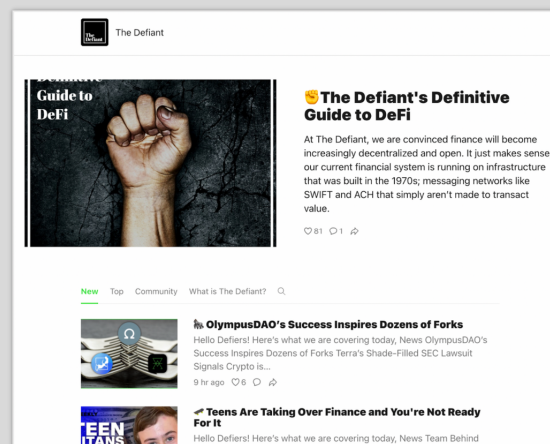 The
Defiant
The Defiant
Definitive
Guide to
DeFi
✊The Defiant's Definitive
Guide to DeFi
At The Defiant, we are convinced finance will become
increasingly decentralized and open. It just makes sense
our current financial system is running on infrastructure
that was built in the 1970s; messaging networks like
SWIFT and ACH that simply aren't made to transact
value.
81 1
New Top Community What is The Defiant?
OlympusDAO's Success Inspires Dozens of Forks
Hello Defiers! Here's what we are covering today, News OlympusDAO's
Success Inspires Dozens of Forks Terra's Shade-Filled SEC Lawsuit
Signals Crypto is...
9 hr ago 6
Teens Are Taking Over Finance and You're Not Ready
For It
Hello Defiers! Here's what we are covering today, News Team Behind
TEEN